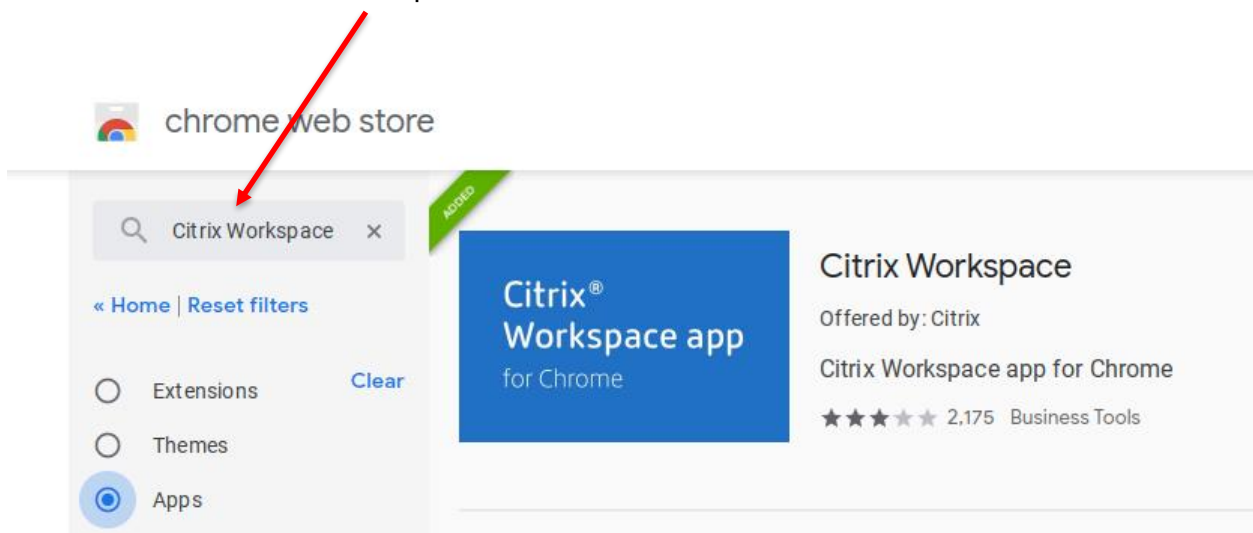 chrome web store
Citrix Workspace ×
« Home | Reset filters
Extensions
Clear
Themes
Apps
ADDED
Citrix®
Workspace app
for Chrome
Citrix Workspace
Offered by: Citrix
Citrix Workspace app for Chrome
2,175 Business Tools